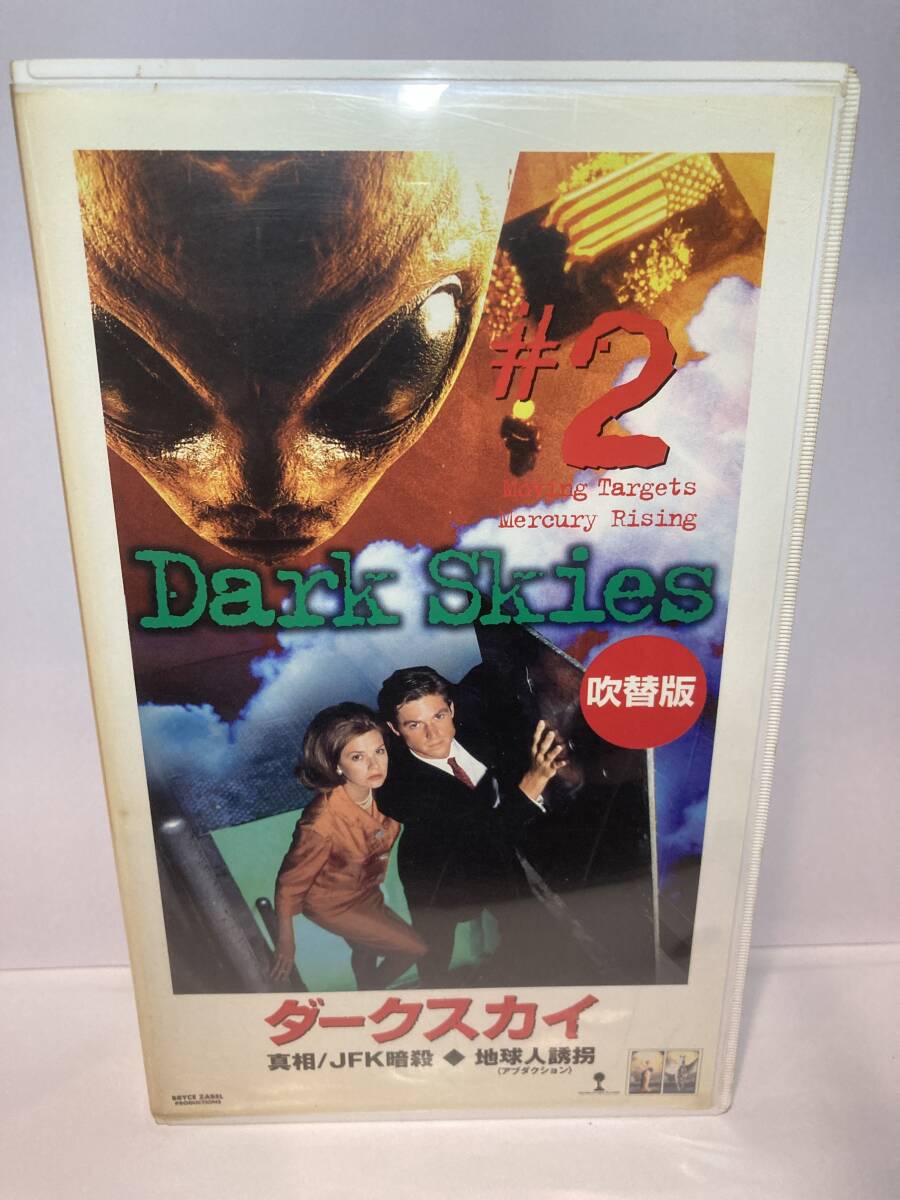 #2
Moving Targets
Mercury Rising
Dark Skies
吹替版
ダークスカイ
真相/JFK暗殺 ◆ 地球人誘拐
(アブダクション)
BRYCE ZABEL
PRODUCTIONS